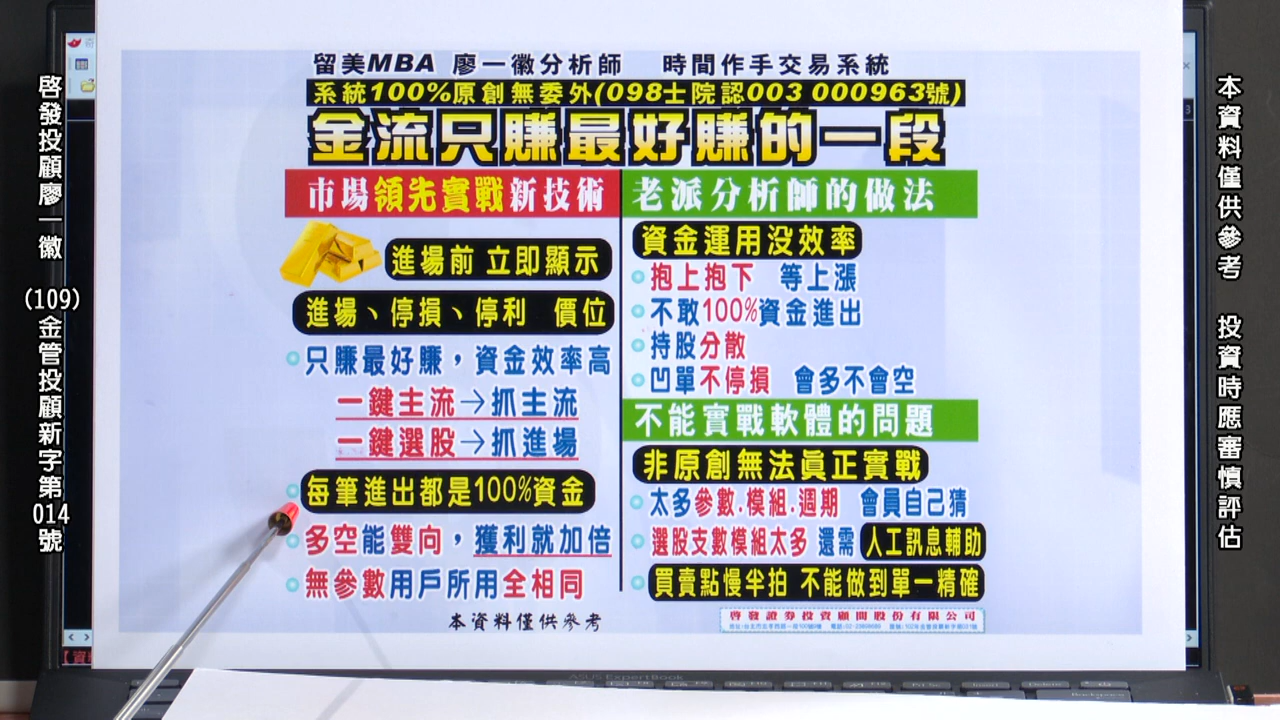 啓發投顧廖一徽 (109)金管投顧新字第014號
留美MBA 廖一徽分析師 時間作手交易系統
系統100%原創無委外(098士院認003 000963號)
金流只賺最好賺的一段
市場領先實戰新技術
進場前 立即顯示
進場、停損、停利 價位
只賺最好賺，資金效率高
一鍵主流→抓主流
一鍵選股→抓進場
每筆進出都是100%資金
多空能雙向，獲利就加倍
無參數用戶所用全相同
老派分析師的做法
資金運用没效率
抱上抱下 等上漲
不敢100%資金進出
持股分散
凹單不停損 會多不會空
不能實戰軟體的問題
非原創無法真正實戰
太多參數.模組.週期 會員自己猜
選股支數模組太多 還需人工訊息輔助
買賣點慢半拍 不能做到單一精確
本資料僅供參考
啓發證券投資顧問股份有限公司
ASUS ExpertBook
本資料僅供參考 投資時應審慎評估